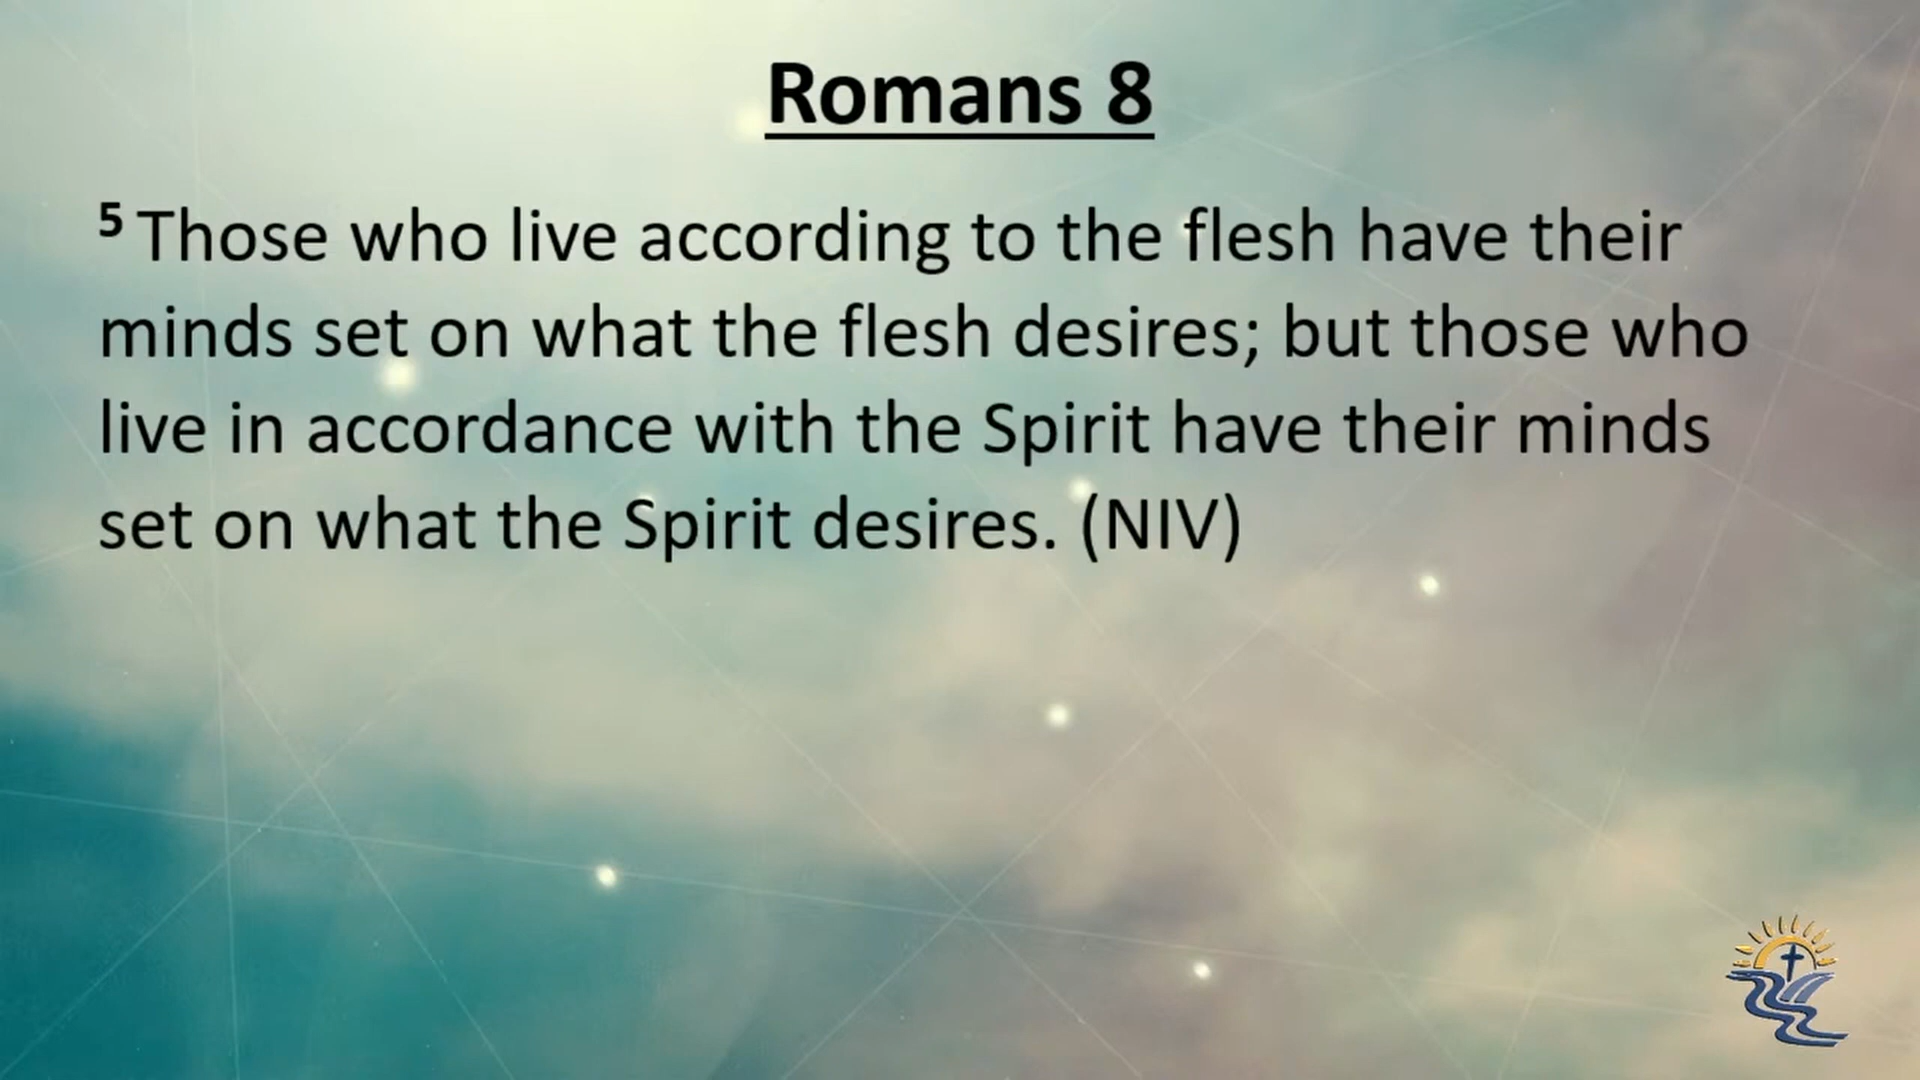 Romans 8
5 Those who live according to the flesh have their
minds set on what the flesh desires; but those who
live in accordance with the Spirit have their minds
set on what the Spirit desires. (NIV)